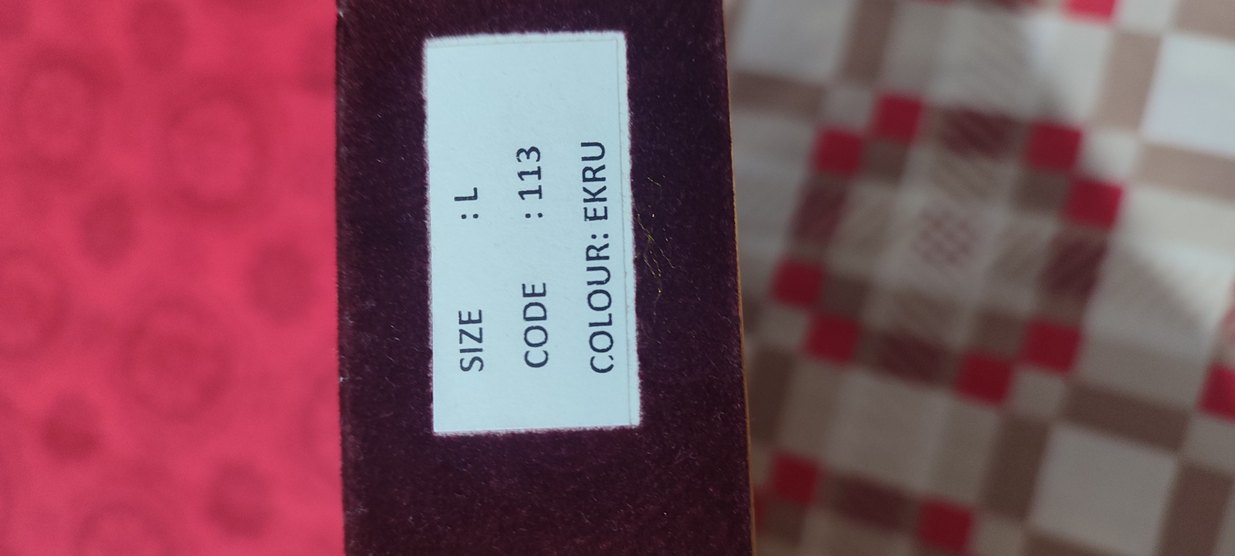 SIZE : L
CODE : 113
COLOUR: EKRU